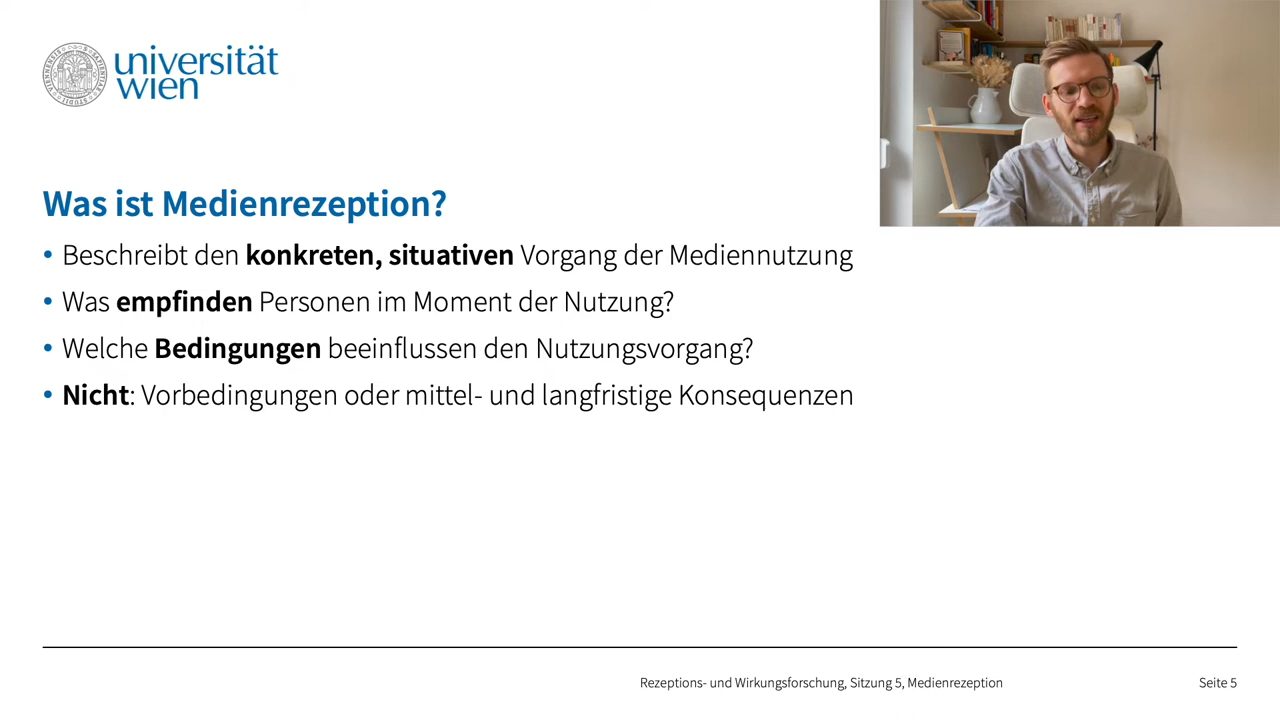 universität
wien
Was ist Medienrezeption?
• Beschreibt den konkreten, situativen Vorgang der Mediennutzung
• Was empfinden Personen im Moment der Nutzung?
• Welche Bedingungen beeinflussen den Nutzungsvorgang?
• Nicht: Vorbedingungen oder mittel- und langfristige Konsequenzen
Rezeptions- und Wirkungsforschung, Sitzung 5, Medienrezeption
Seite 5